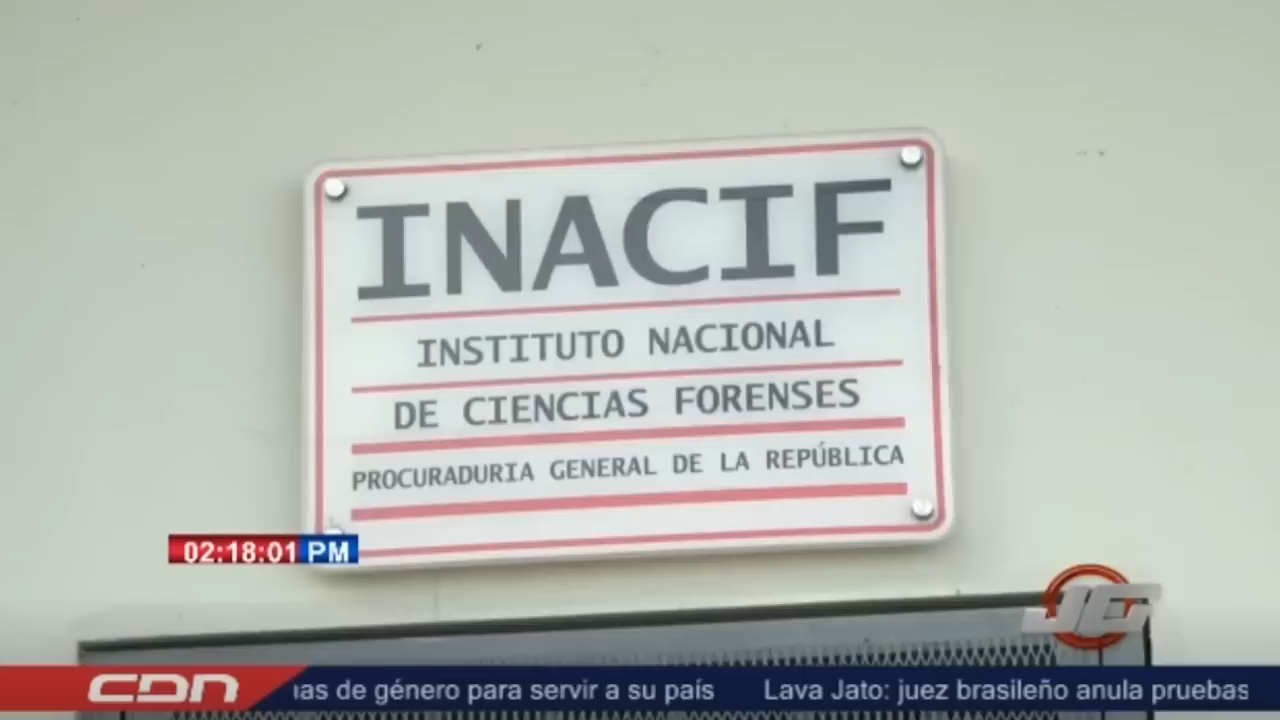 INACIF
INSTITUTO NACIONAL
DE CIENCIAS FORENSES
PROCURADURIA GENERAL DE LA REPÚBLICA
02:18:01 PM
JG
CDN
de género para servir a su país Lava Jato: juez brasileño anula pruebas